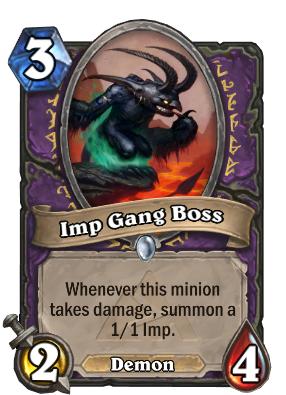 3
Imp Gang Boss
Whenever this minion
takes damage, summon a
1/1 Imp.
2
Demon
4